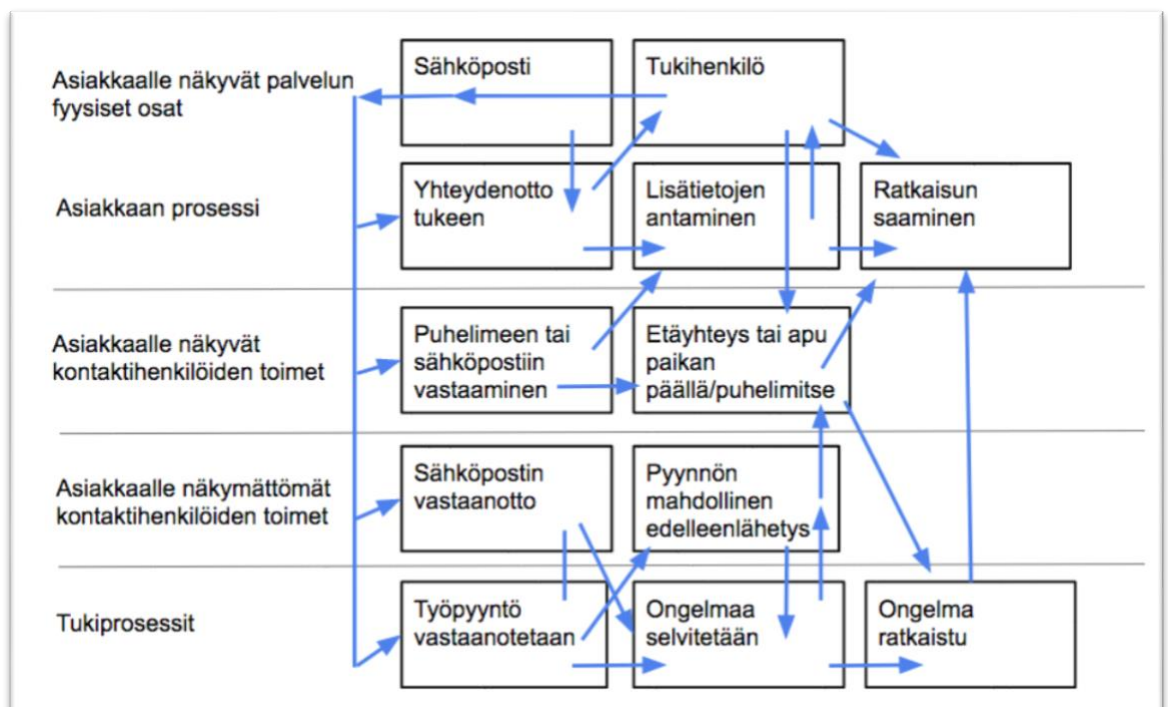 Asiakkaalle näkyvät palvelun
fyysiset osat
Sähköposti
Tukihenkilö
Asiakkaan prosessi
Yhteydenotto
tukeen
Lisätietojen
antaminen
Ratkaisun
saaminen
Asiakkaalle näkyvät
kontaktihenkilöiden toimet
Puhelimeen tai
sähköpostiin
vastaaminen
Etäyhteys tai apu
paikan
päällä/puhelimitse
Asiakkaalle näkymättömät
kontaktihenkilöiden toimet
Sähköpostin
vastaanotto
Pyynnön
mahdollinen
edelleenlähetys
Tukiprosessit
Työpyyntö
vastaanotetaan
Ongelmaa
selvitetään
Ongelma
ratkaistu